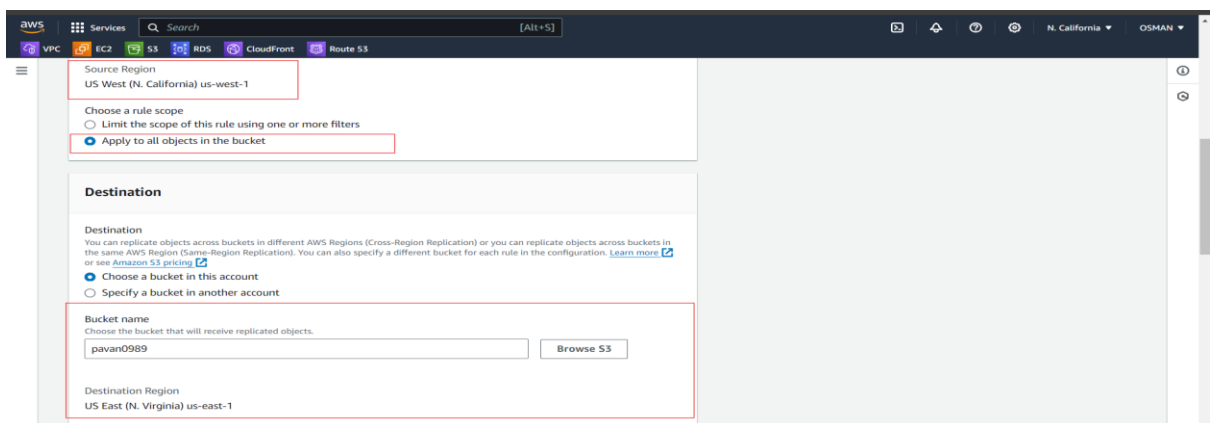 aws Services Search [Alt+S] N. California ▼ OSMAN ▼
VPC EC2 S3 RDS CloudFront Route 53
Source Region
US West (N. California) us-west-1
Choose a rule scope
Limit the scope of this rule using one or more filters
Apply to all objects in the bucket
Destination
Destination
You can replicate objects across buckets in different AWS Regions (Cross-Region Replication) or you can replicate objects across buckets in
the same AWS Region (Same-Region Replication). You can also specify a different bucket for each rule in the configuration. Learn more
or see Amazon S3 pricing
Choose a bucket in this account
Specify a bucket in another account
Bucket name
Choose the bucket that will receive replicated objects.
pavan0989 Browse S3
Destination Region
US East (N. Virginia) us-east-1